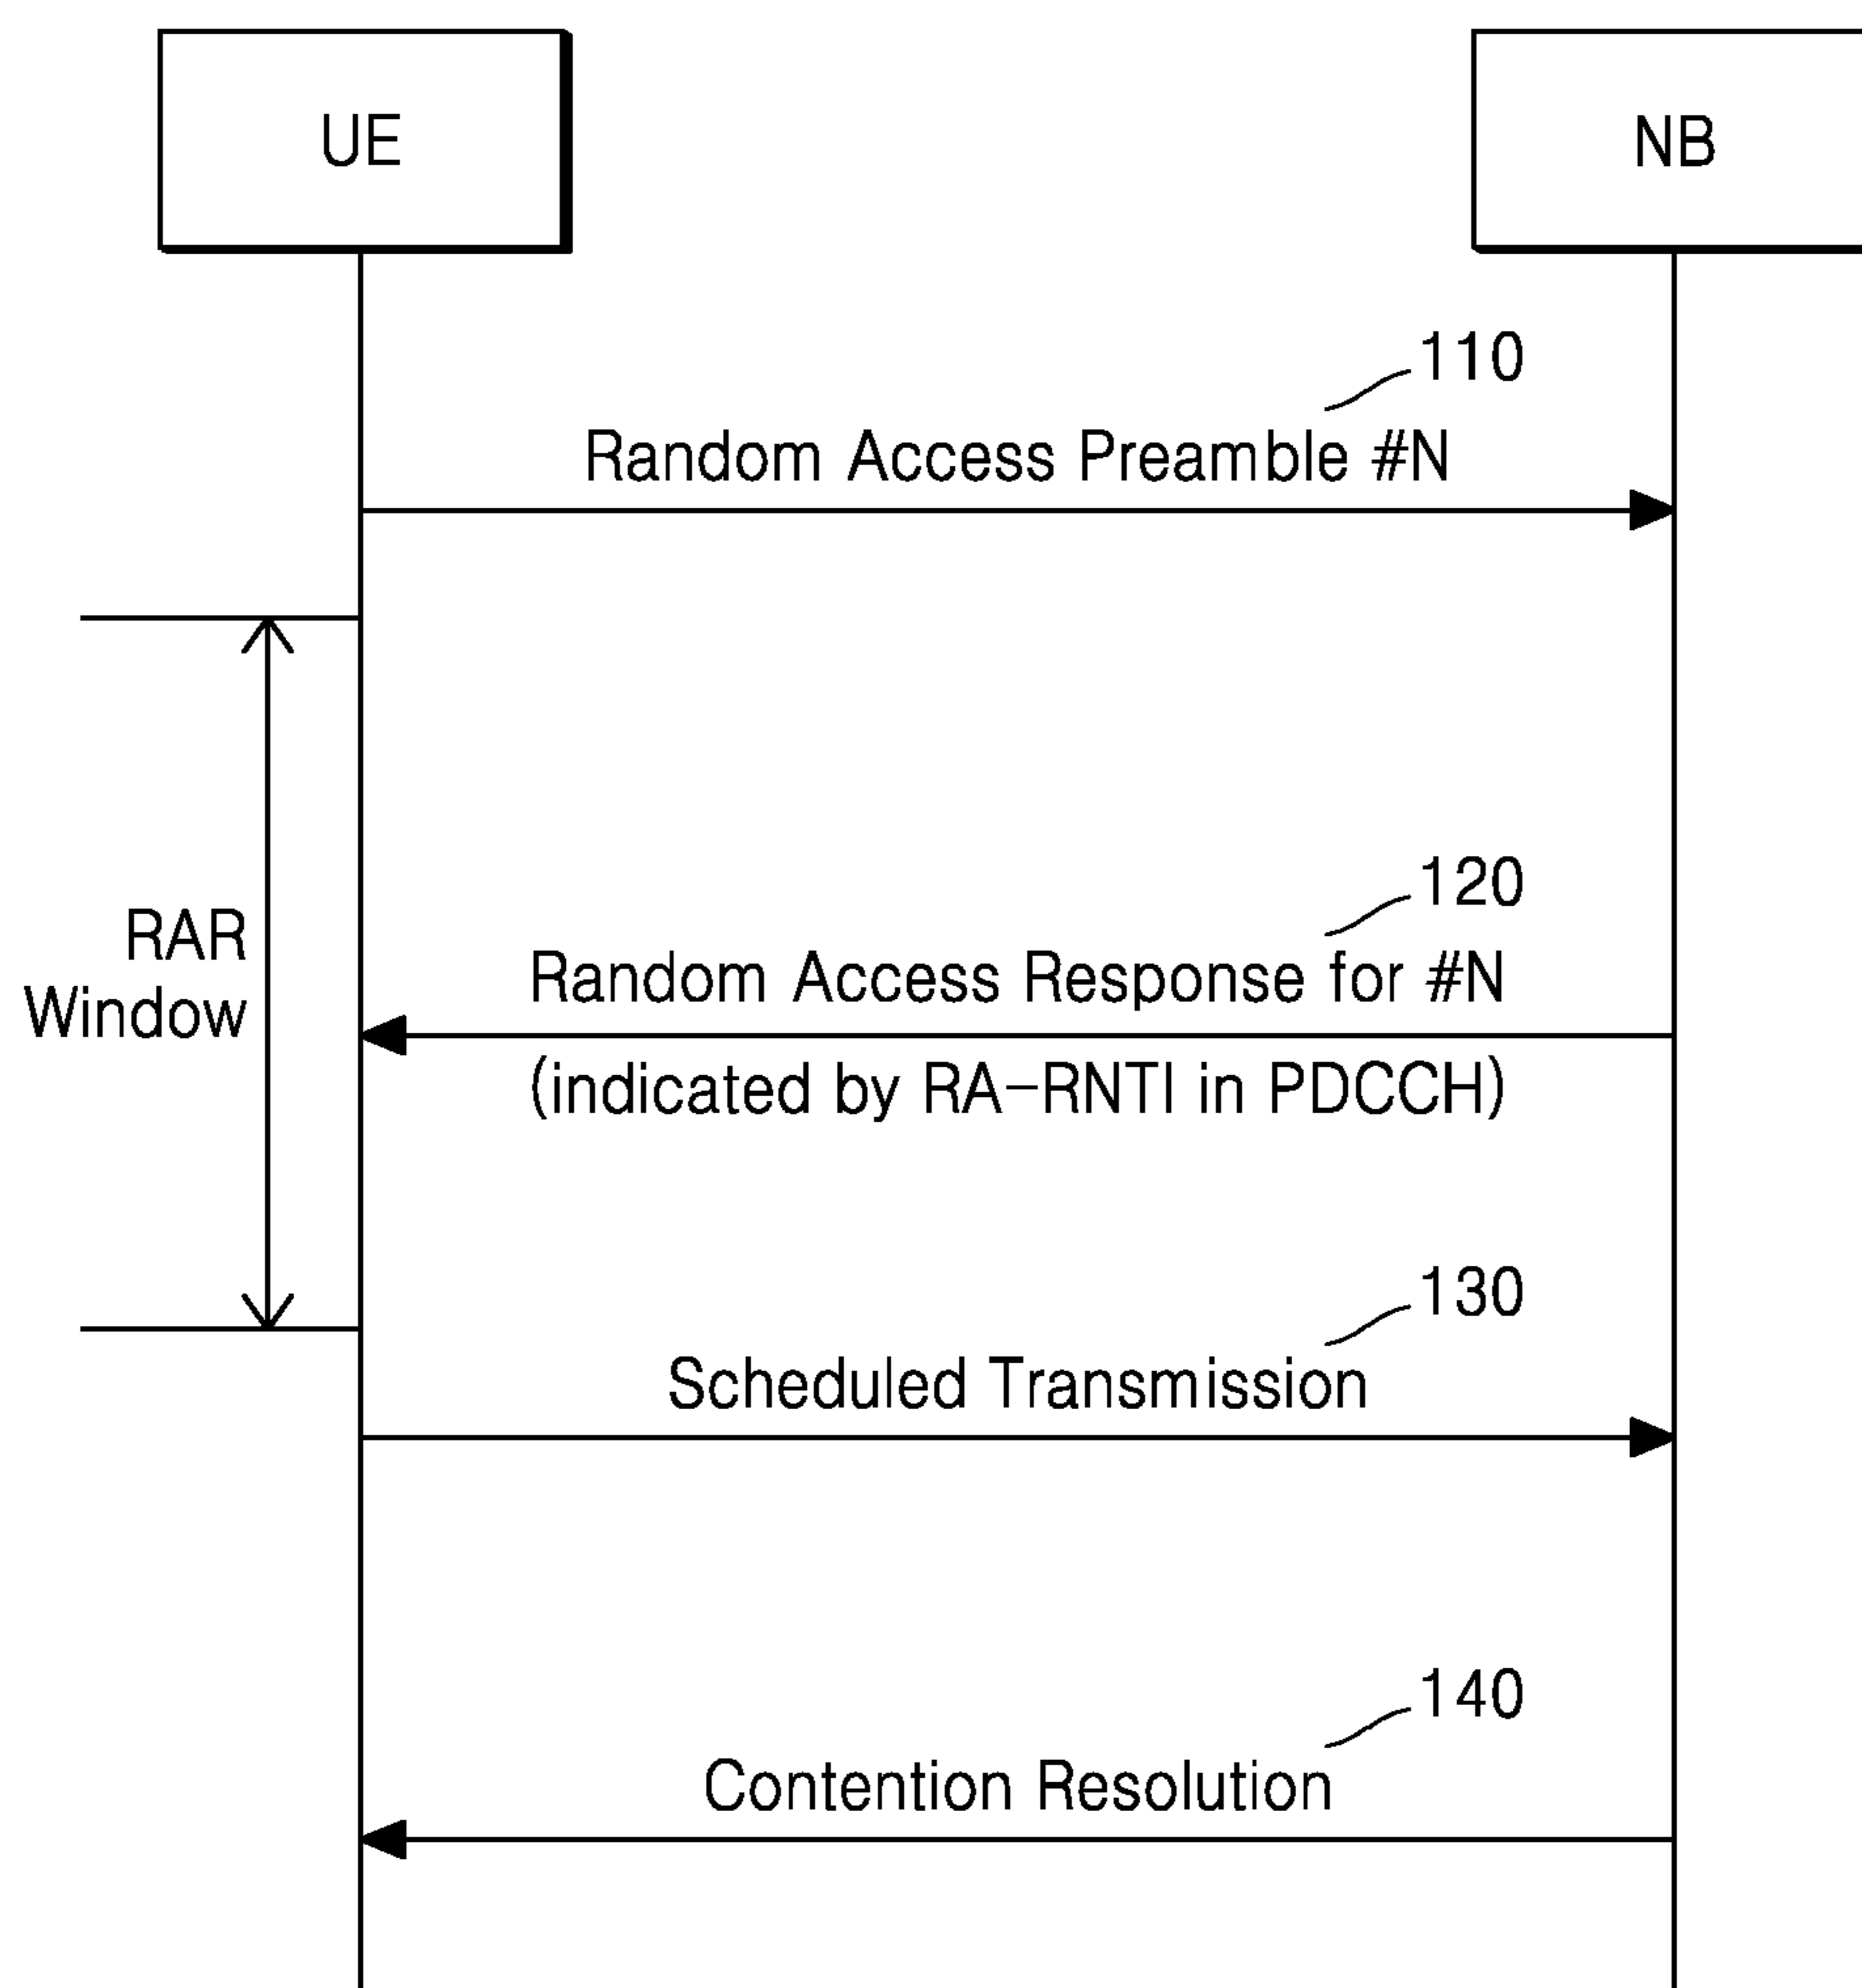 UE
NB
110
Random Access Preamble #N
120
Random Access Response for #N
(indicated by RA-RNTI in PDCCH)
RAR
Window
130
Scheduled Transmission
140
Contention Resolution